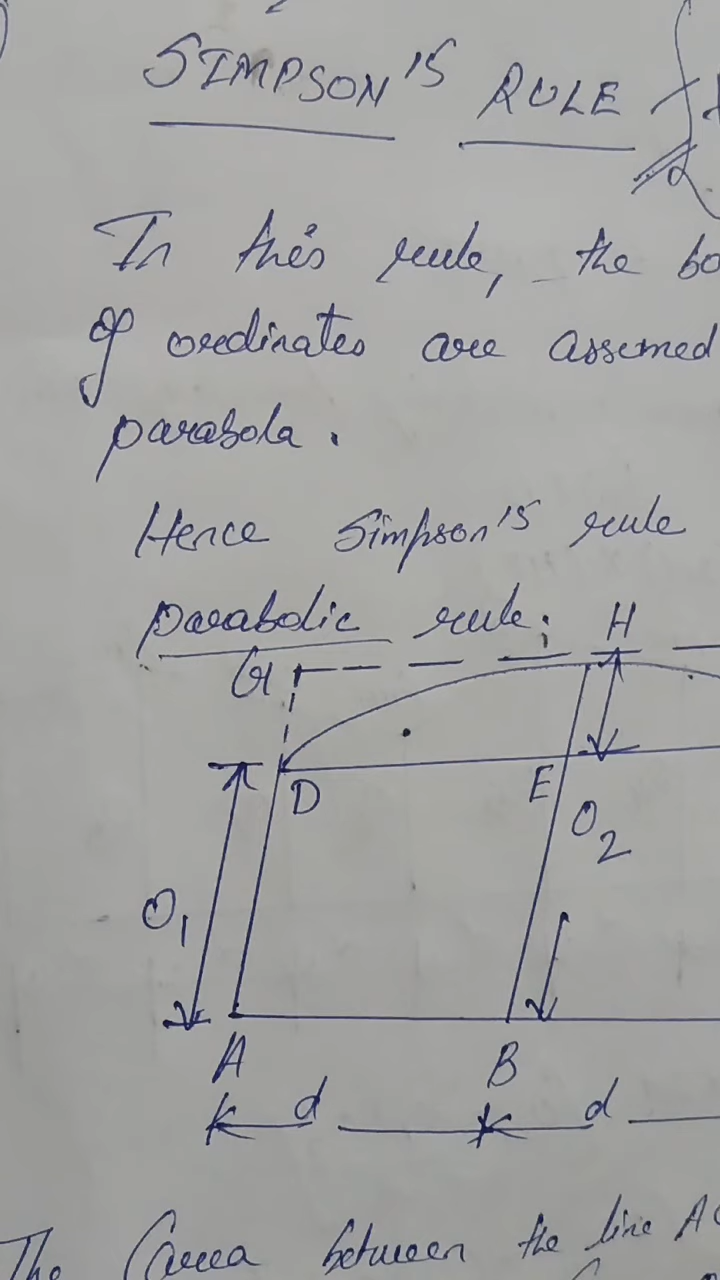 SIMPSON'S RULE
In this rule, the bo
of ordinates are assumed
parabola.
Hence Simpson's rule
parabolic rule;
H
G
D
E
O2
O1
A
B
d
d
The
(area between the line AC